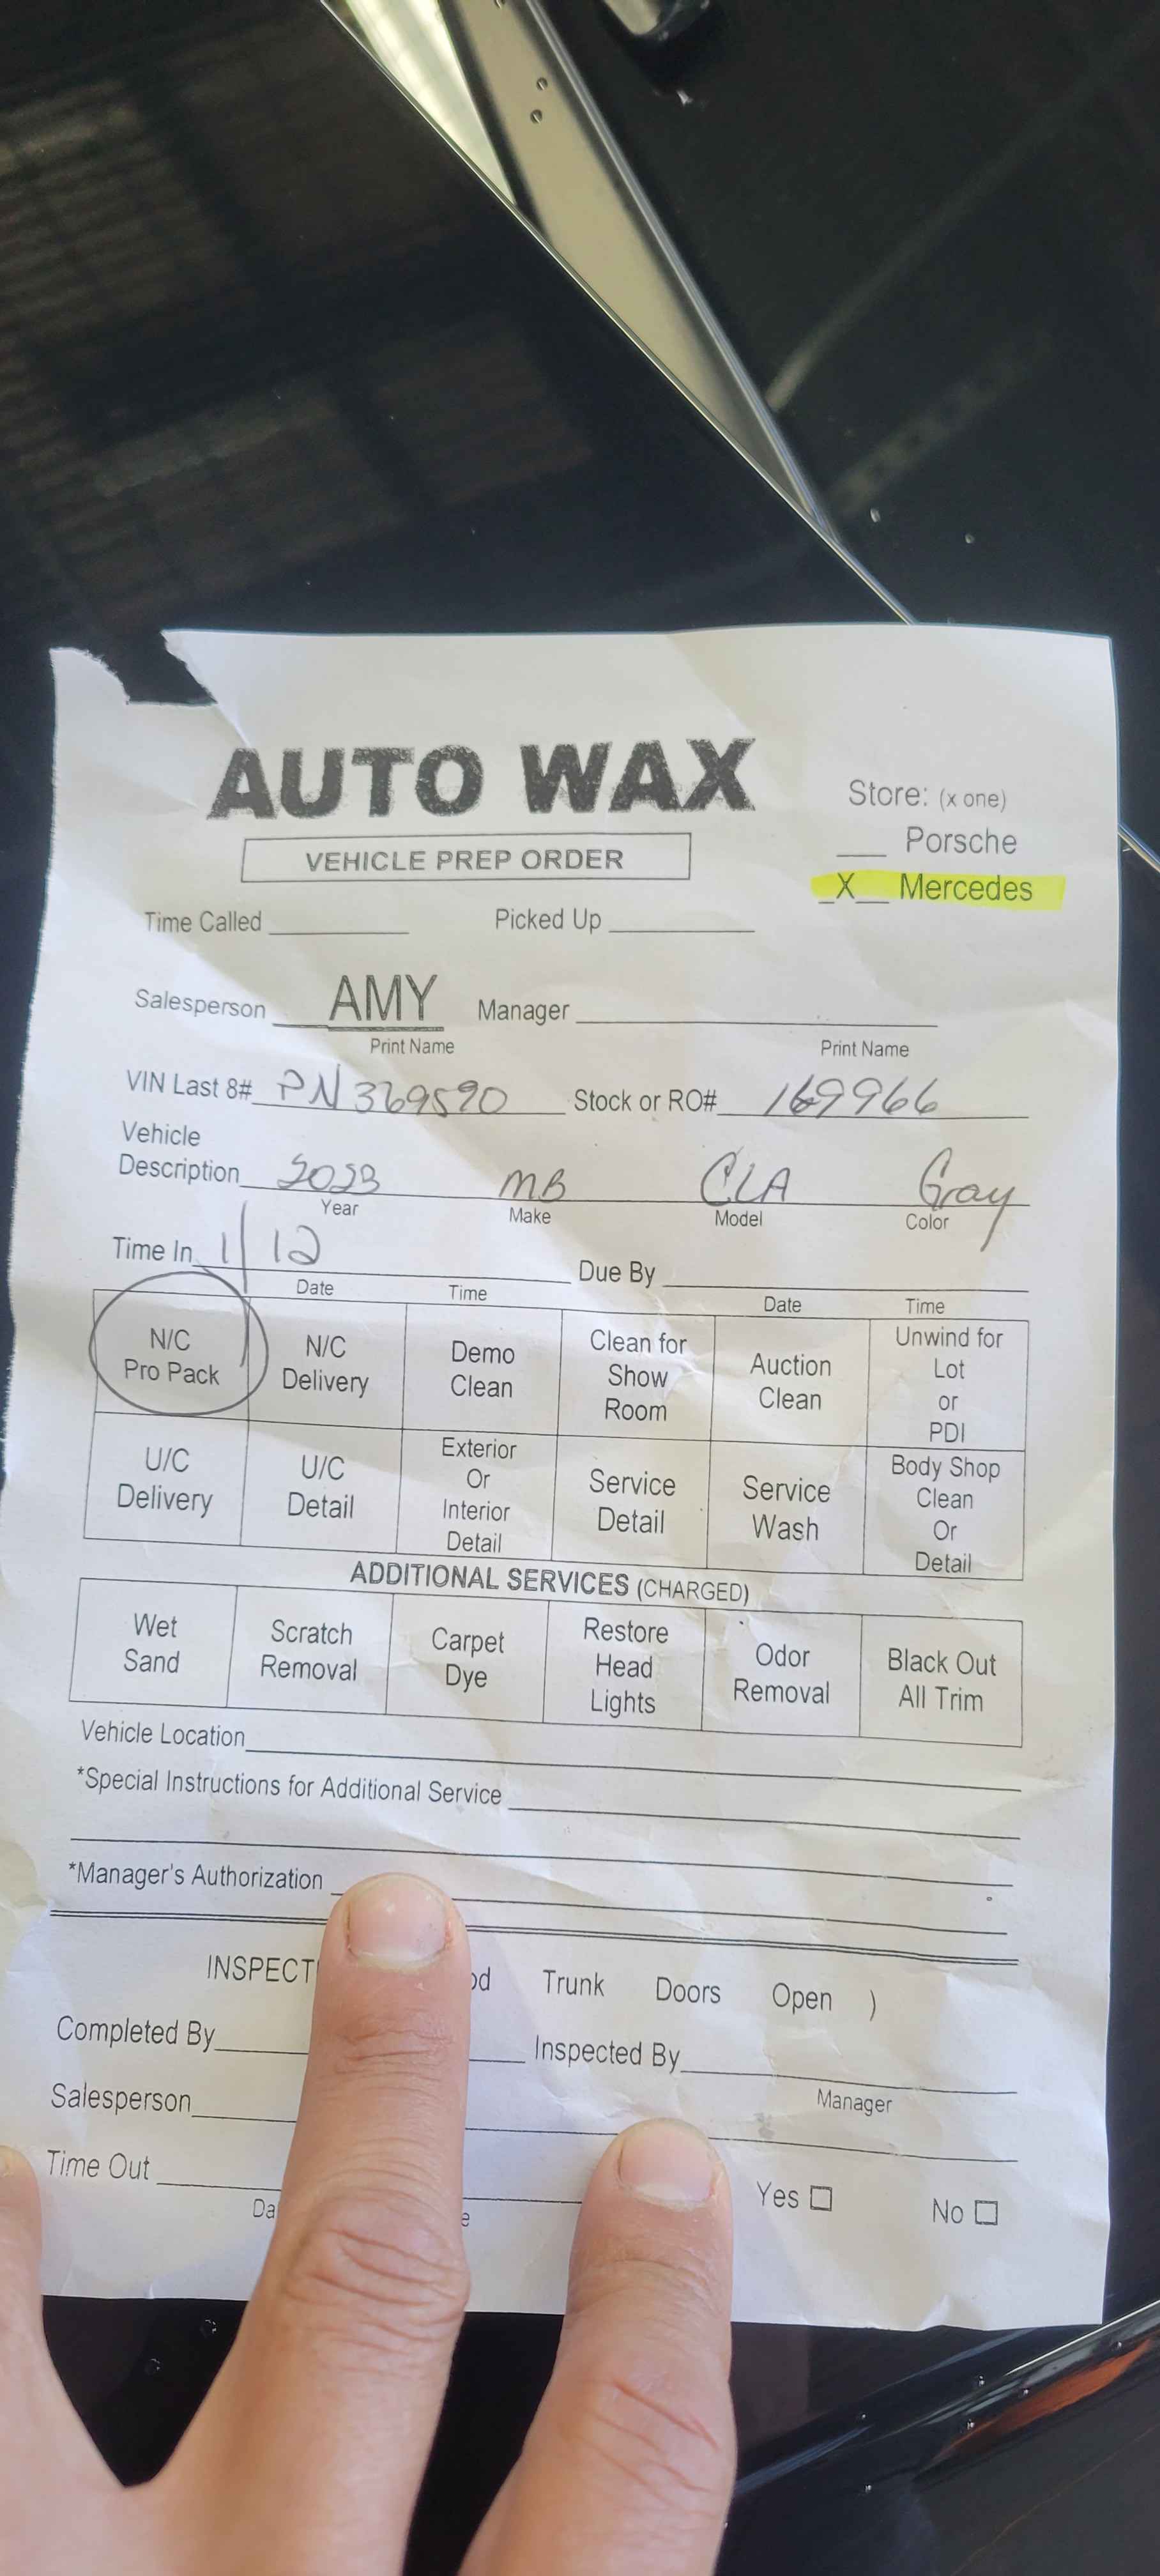 AUTO WAX
Store: (x one)
___ Porsche
VEHICLE PREP ORDER
_X__ Mercedes
Time Called Picked Up
Salesperson AMY Manager
Print Name Print Name
VIN Last 8# PN369590 Stock or RO# 169966
Vehicle
Description 2023 MB CLA Gray
Year Make Model Color
Time In 1/12 Due By
Date Time Date Time
N/C Pro Pack
N/C Delivery
Demo Clean
Clean for Show Room
Auction Clean
Unwind for Lot or PDI
U/C Delivery
U/C Detail
Exterior Or Interior Detail
Service Detail
Service Wash
Body Shop Clean Or Detail
ADDITIONAL SERVICES (CHARGED)
Wet Sand
Scratch Removal
Carpet Dye
Restore Head Lights
Odor Removal
Black Out All Trim
Vehicle Location
*Special Instructions for Additional Service
*Manager's Authorization
INSPECT Trunk Doors Open )
Completed By Inspected By
Manager
Salesperson
Time Out Yes ☐ No ☐